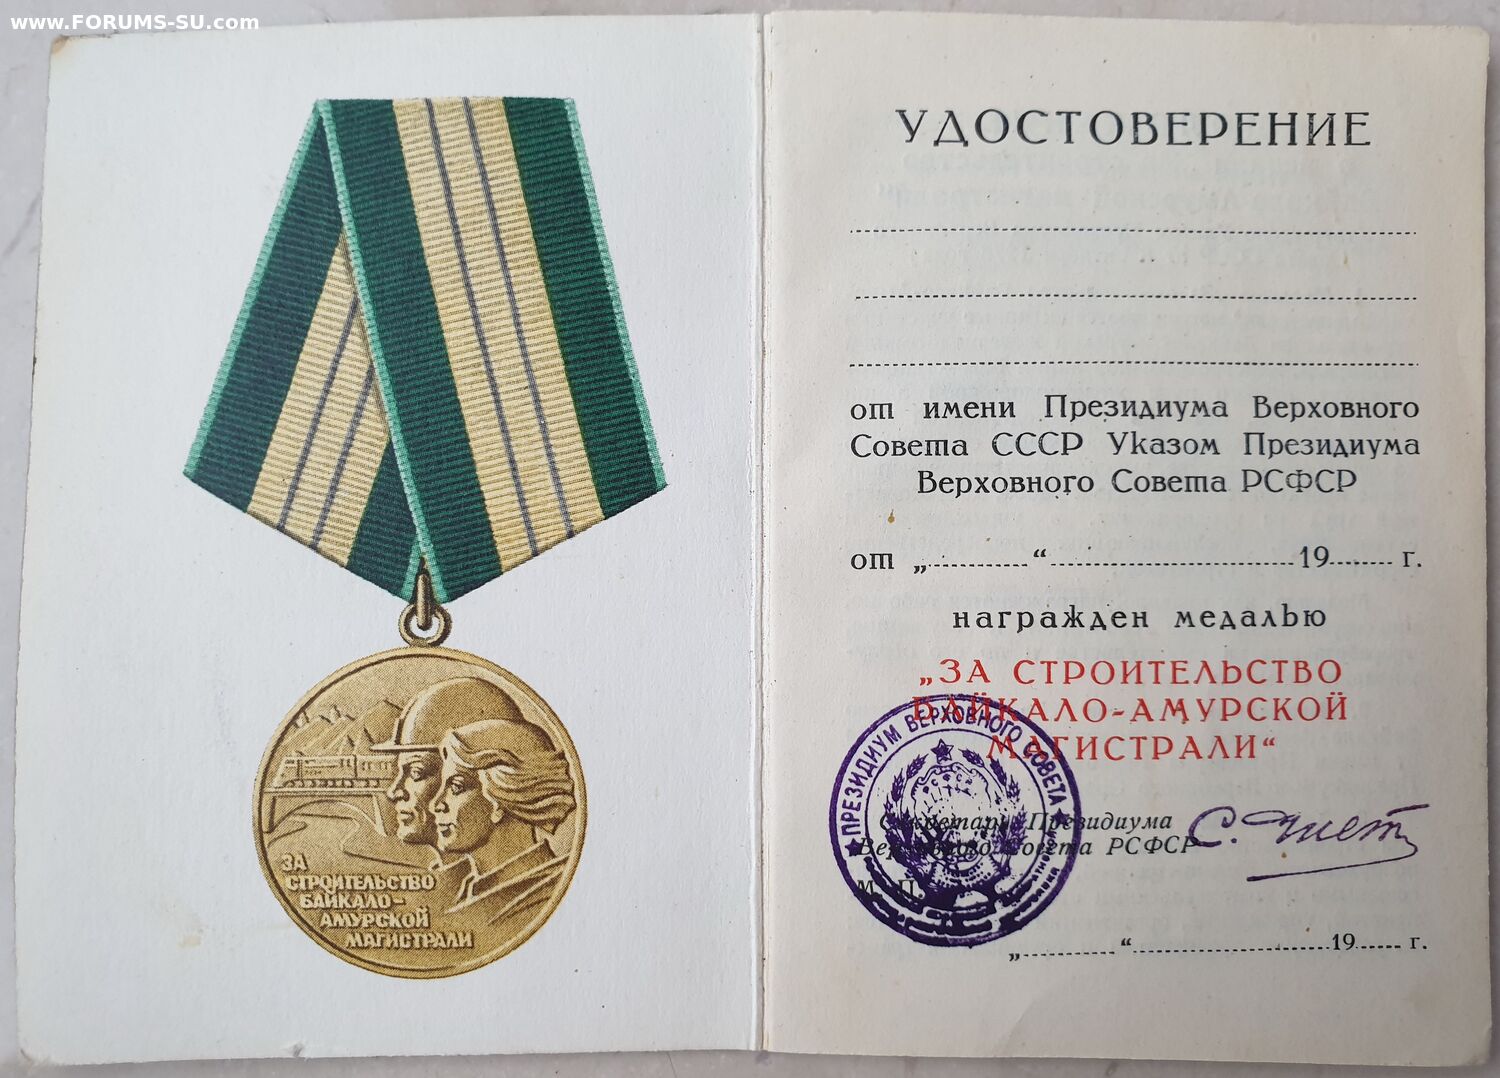 www.FORUMS-SU.com
ЗА
СТРОИТЕЛЬСТВО
БАЙКАЛО-
АМУРСКОЙ
МАГИСТРАЛИ
УДОСТОВЕРЕНИЕ
от имени Президиума Верховного
Совета СССР Указом Президиума
Верховного Совета РСФСР
от „ “ 19 г.
награжден медалью
„ЗА СТРОИТЕЛЬСТВО
БАЙКАЛО-АМУРСКОЙ
МАГИСТРАЛИ“
ПРЕЗИДИУМ ВЕРХОВНОГО СОВЕТА
Секретарь Президиума
Верховного Совета РСФСР
М. П.
„ “ 19 г.